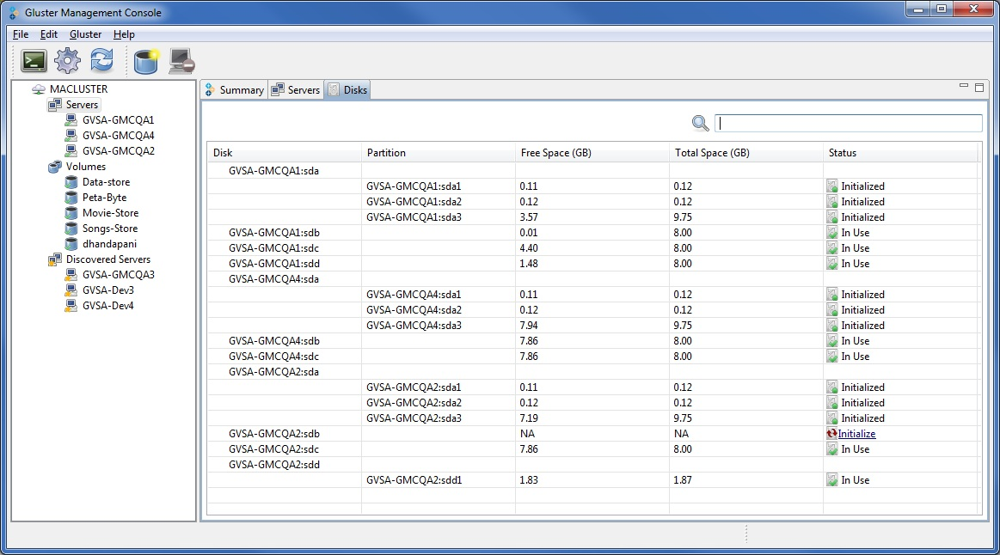 Gluster Management Console
File Edit Gluster Help
MACLUSTER
Servers
GVSA-GMCQA1
GVSA-GMCQA4
GVSA-GMCQA2
Volumes
Data-store
Peta-Byte
Movie-Store
Songs-Store
dhandapani
Discovered Servers
GVSA-GMCQA3
GVSA-Dev3
GVSA-Dev4
Summary Servers Disks
Disk Partition Free Space (GB) Total Space (GB) Status
GVSA-GMCQA1:sda
GVSA-GMCQA1:sda1 0.11 0.12 Initialized
GVSA-GMCQA1:sda2 0.12 0.12 Initialized
GVSA-GMCQA1:sda3 3.57 9.75 Initialized
GVSA-GMCQA1:sdb 0.01 8.00 In Use
GVSA-GMCQA1:sdc 4.40 8.00 In Use
GVSA-GMCQA1:sdd 1.48 8.00 In Use
GVSA-GMCQA4:sda
GVSA-GMCQA4:sda1 0.11 0.12 Initialized
GVSA-GMCQA4:sda2 0.12 0.12 Initialized
GVSA-GMCQA4:sda3 7.94 9.75 Initialized
GVSA-GMCQA4:sdb 7.86 8.00 In Use
GVSA-GMCQA4:sdc 7.86 8.00 In Use
GVSA-GMCQA2:sda
GVSA-GMCQA2:sda1 0.11 0.12 Initialized
GVSA-GMCQA2:sda2 0.12 0.12 Initialized
GVSA-GMCQA2:sda3 7.19 9.75 Initialized
GVSA-GMCQA2:sdb NA NA Initialize
GVSA-GMCQA2:sdc 7.86 8.00 In Use
GVSA-GMCQA2:sdd
GVSA-GMCQA2:sdd1 1.83 1.87 In Use